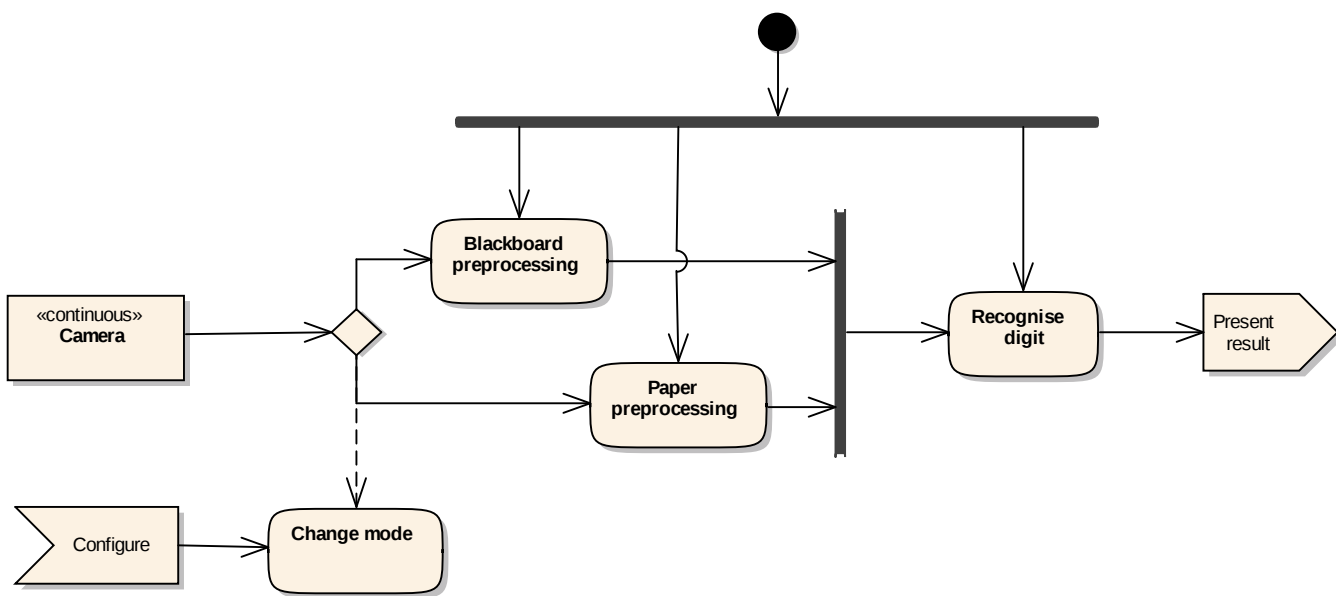 Blackboard
preprocessing
«continuous»
Camera
Recognise
digit
Present
result
Paper
preprocessing
Change mode
Configure